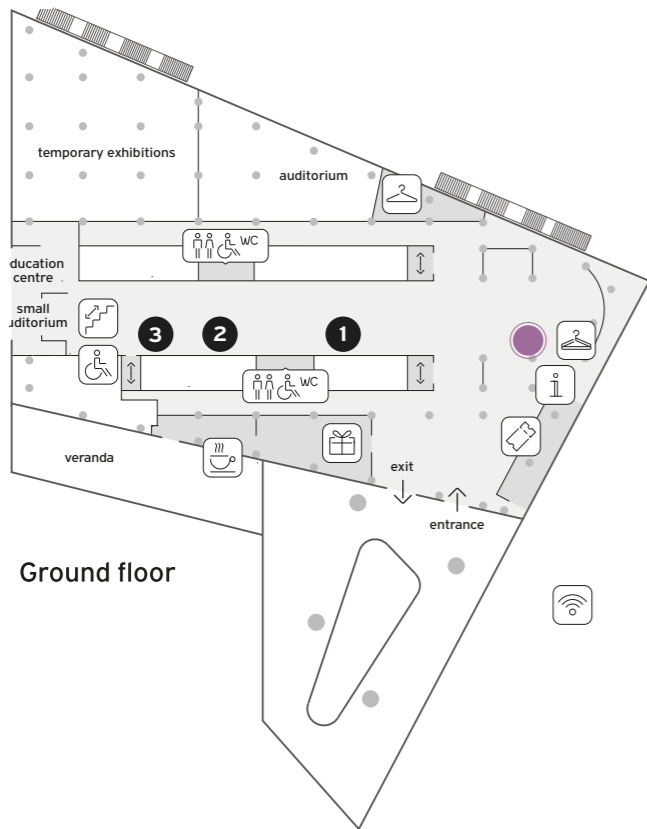 temporary exhibitions
auditorium
WC
ducation
centre
small
uditorium
3
2
1
WC
veranda
exit
entrance
Ground floor